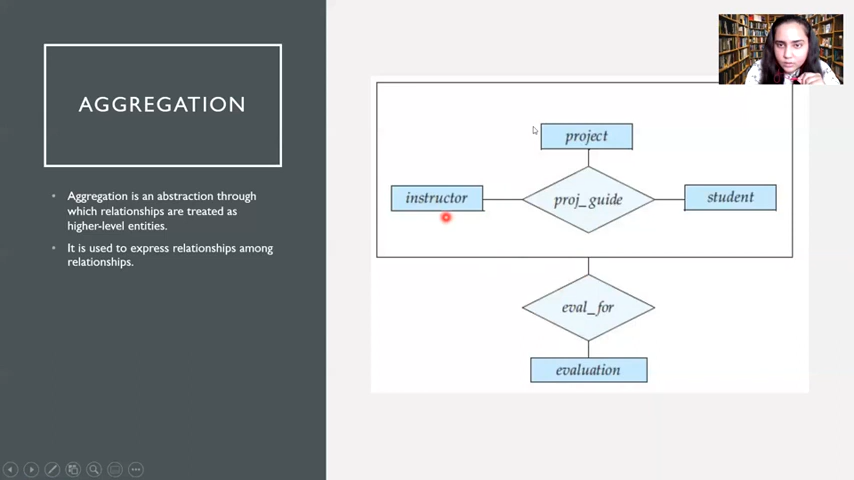 AGGREGATION
Aggregation is an abstraction through
which relationships are treated as
higher-level entities.
It is used to express relationships among
relationships.
project
instructor
proj_guide
student
eval_for
evaluation